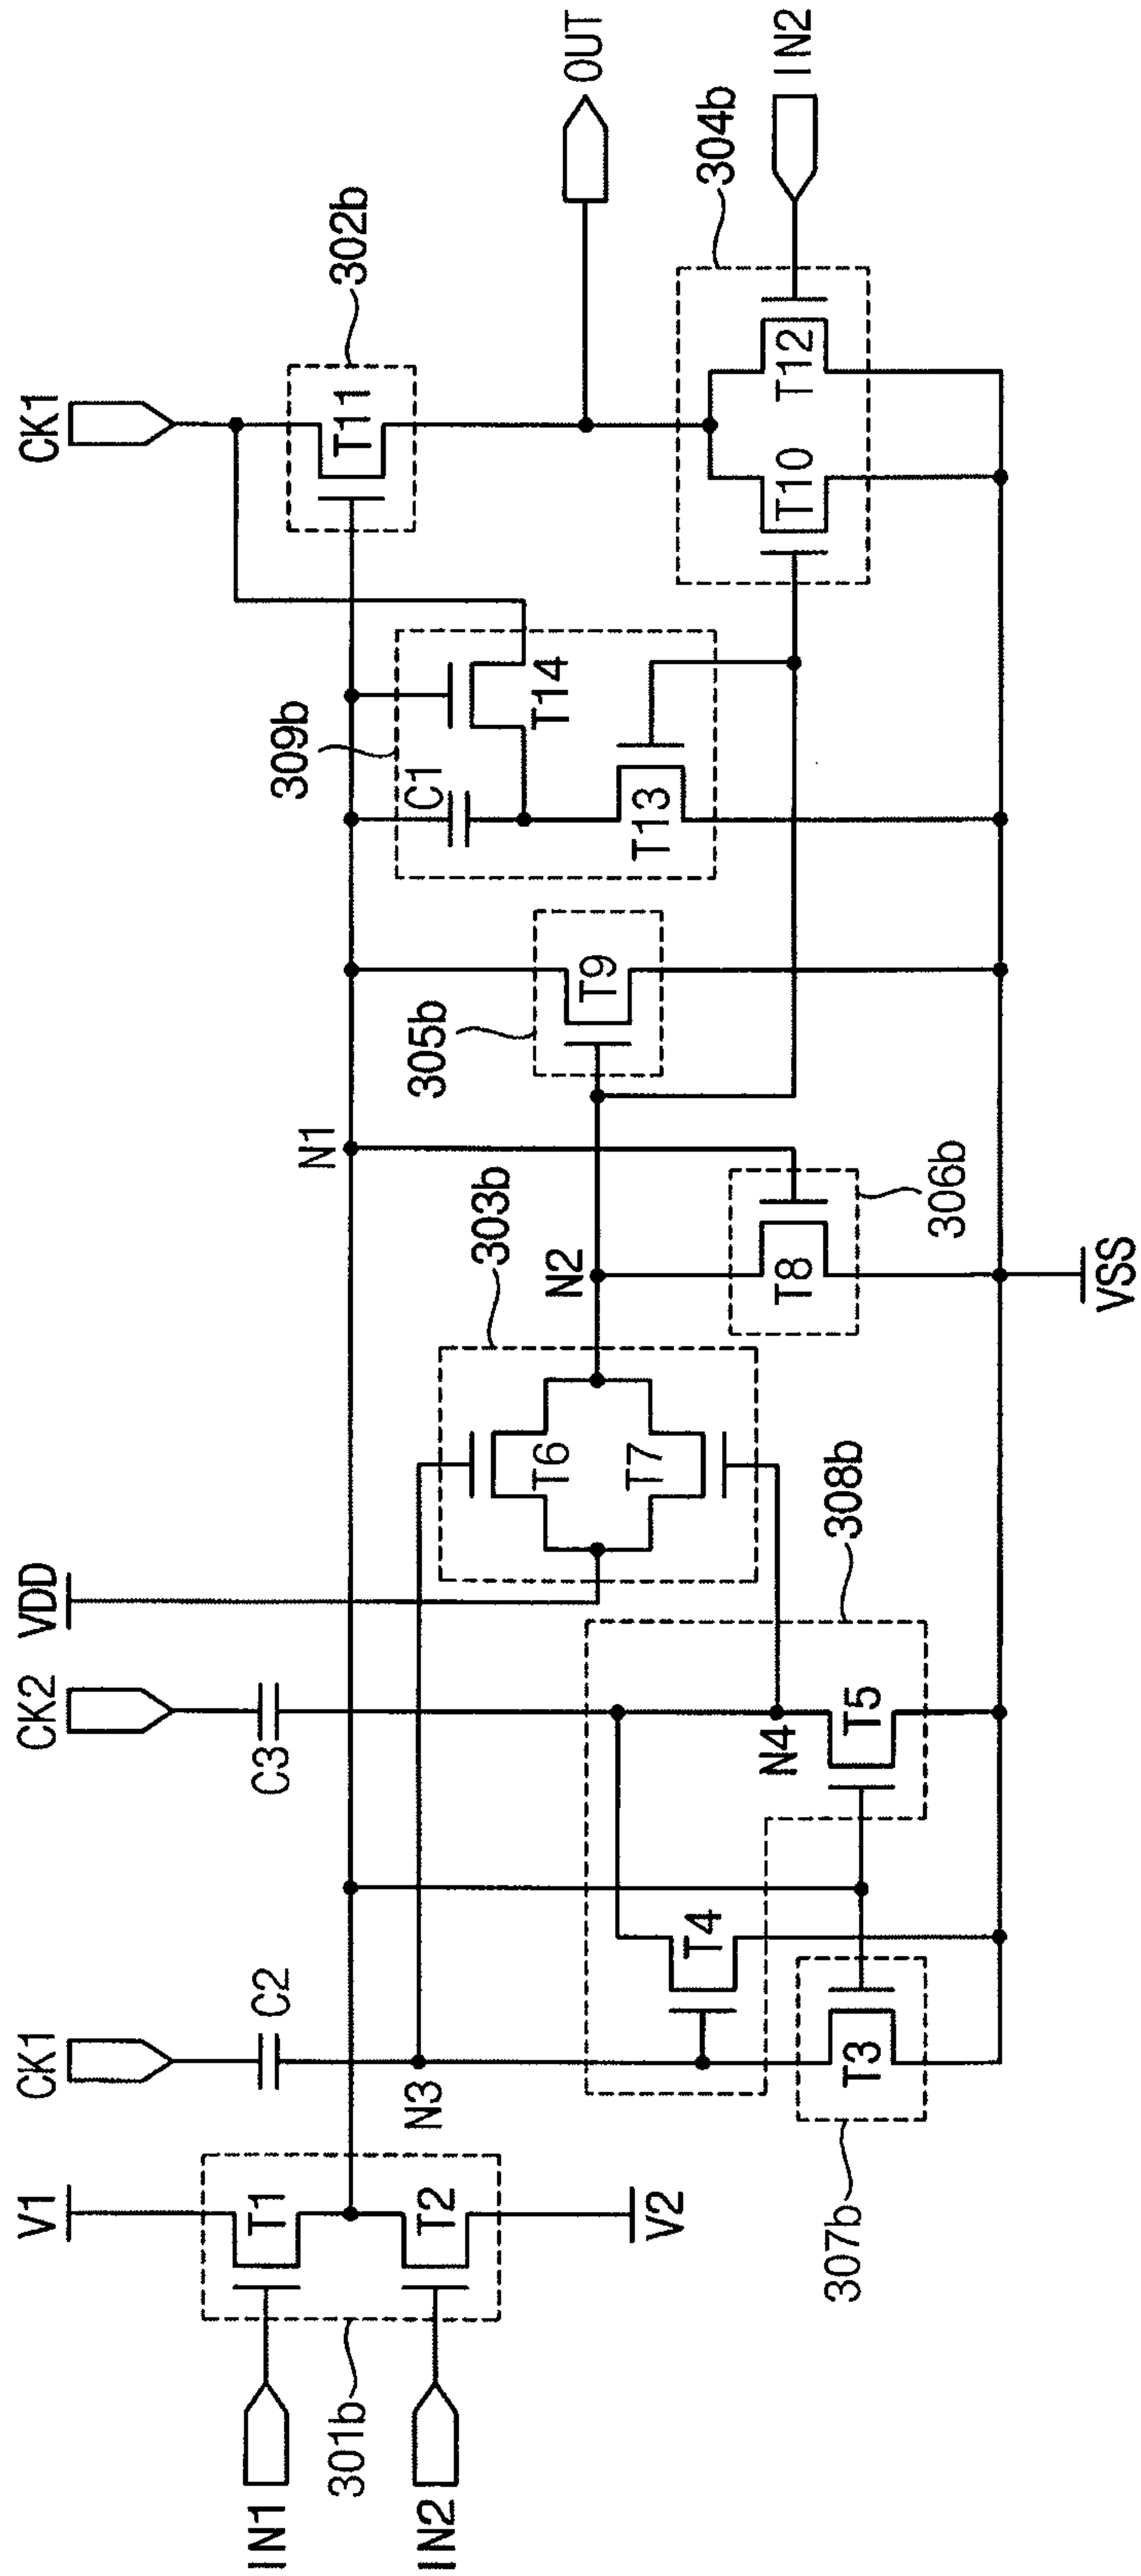 CK1
CK2
VDD
CK1
V1
C2
C3
N1
302b
T11
OUT
309b
C1
T14
IN1
T1
N3
303b
305b
T6
N2
T9
T13
304b
IN2
T2
T7
T10
T12
IN2
301b
V2
T4
N4
308b
T8
306b
307b
T3
T5
VSS